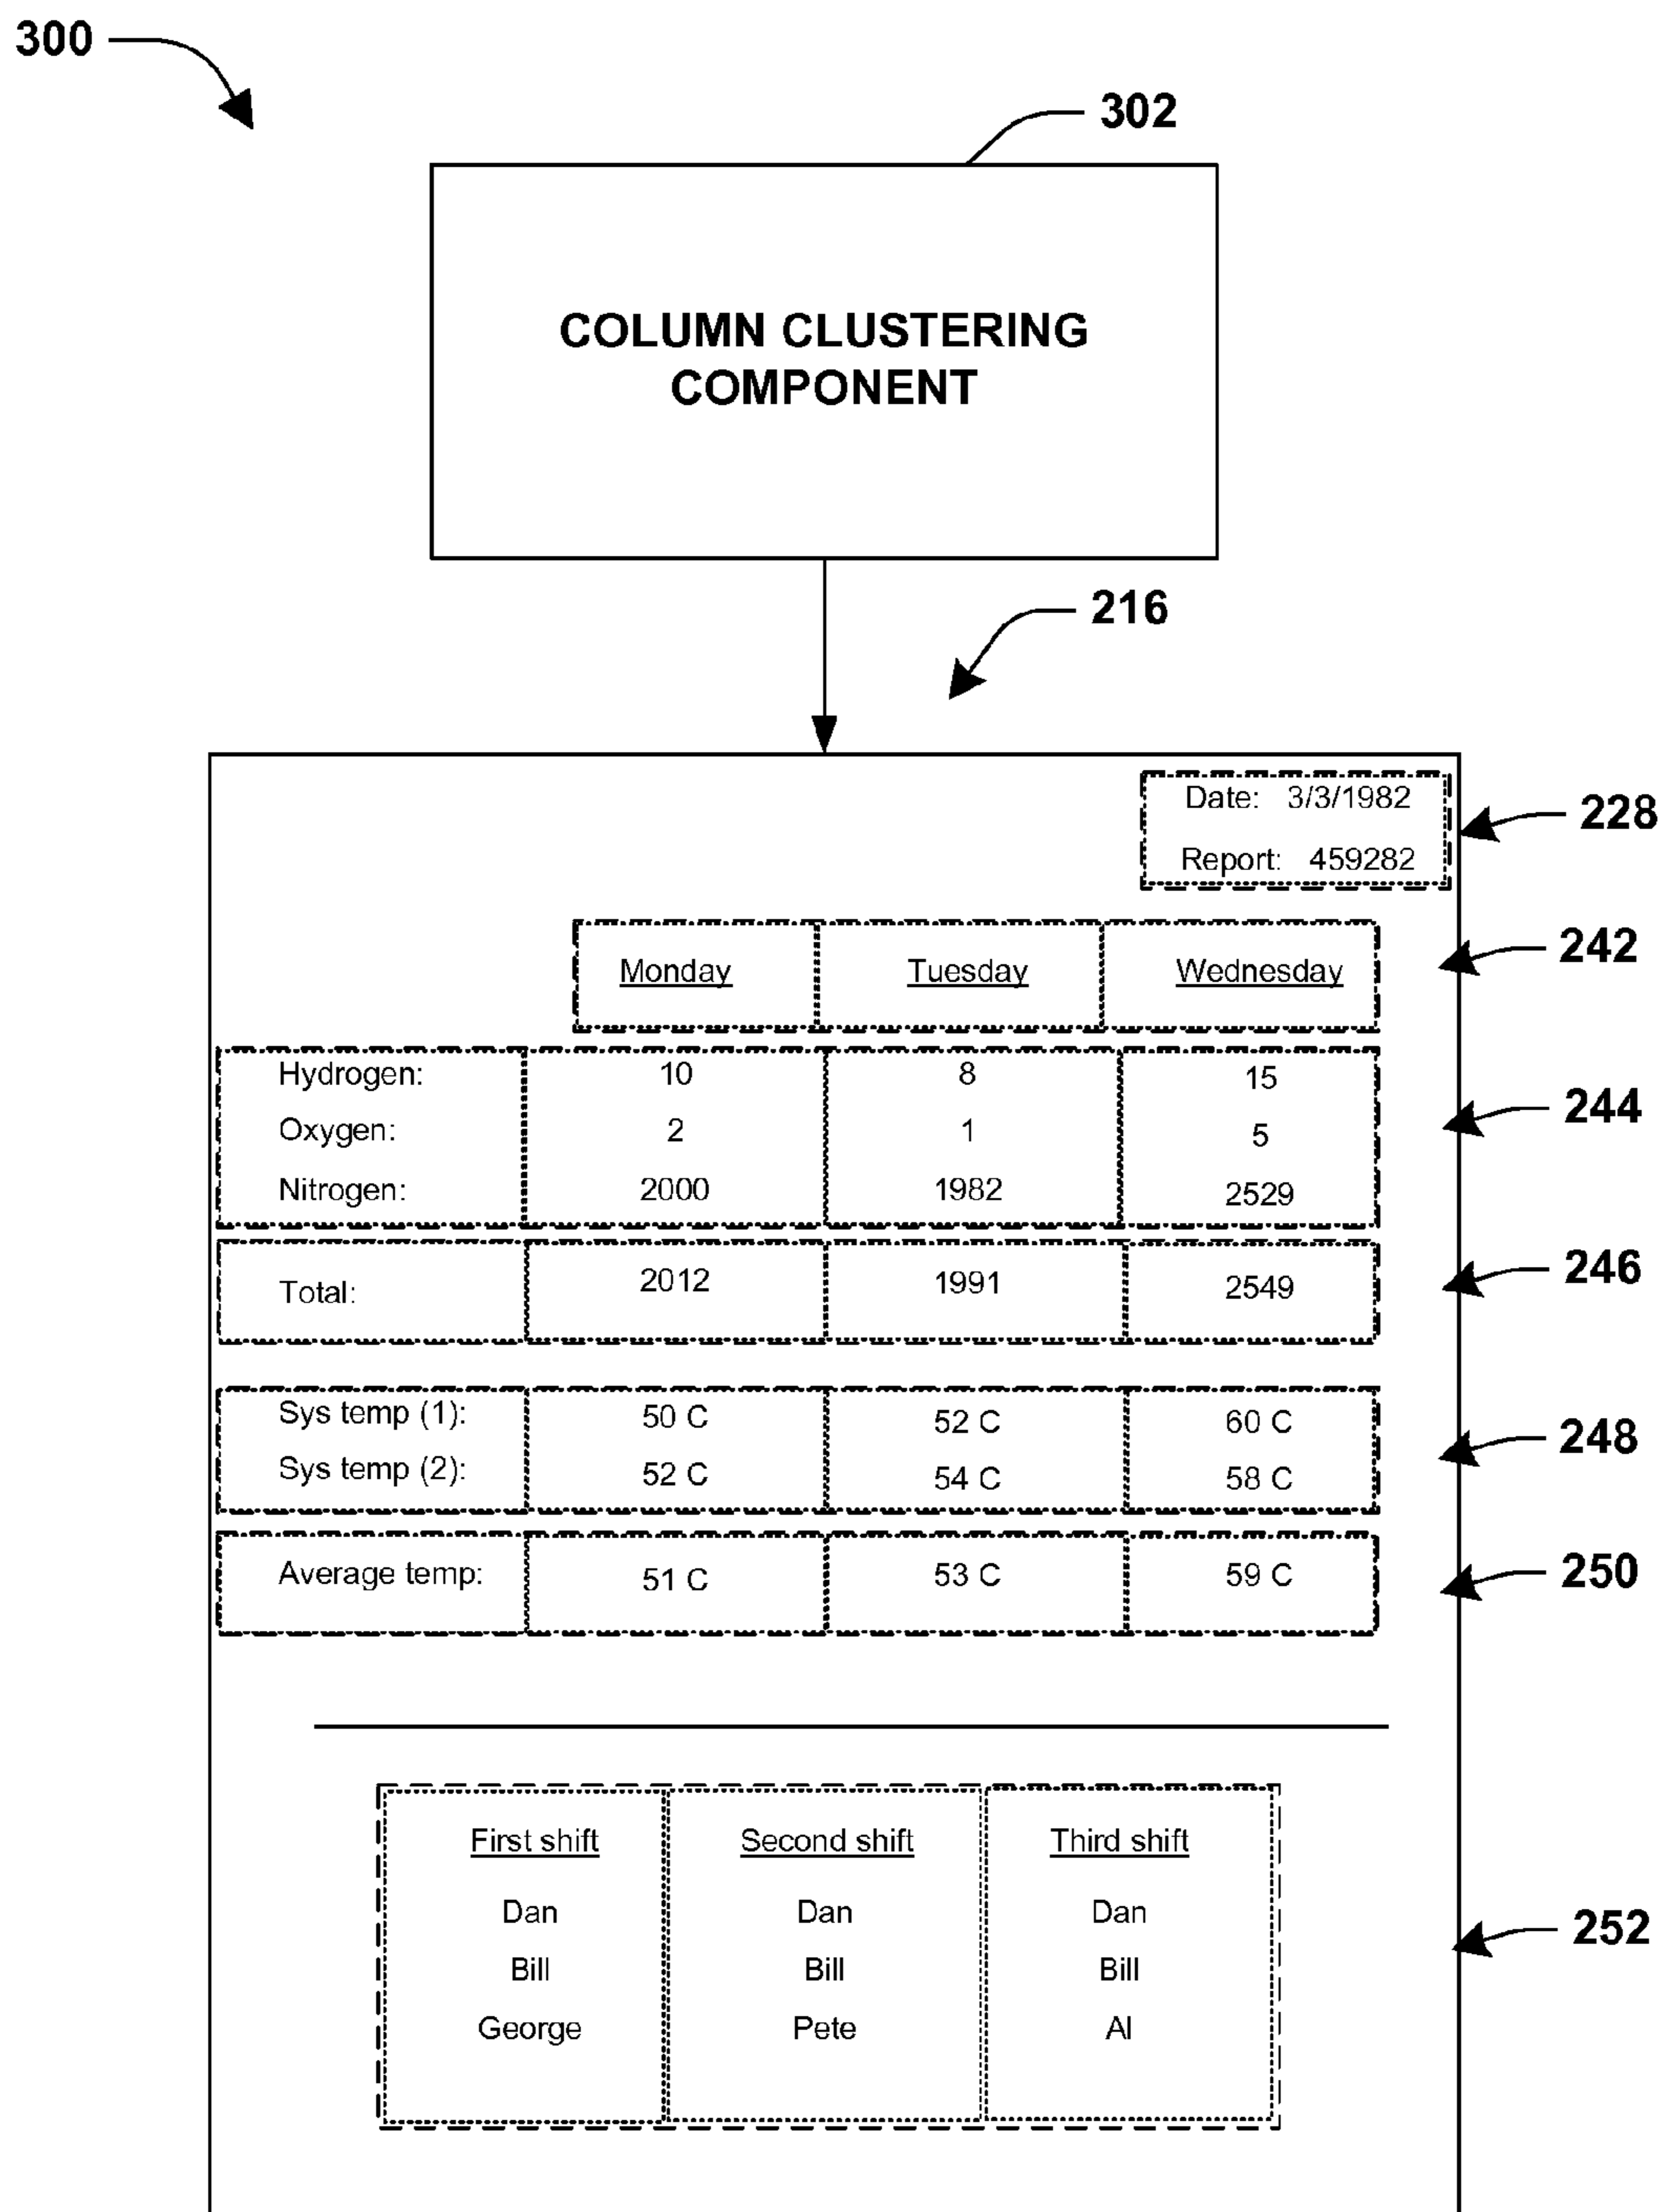 300
302
COLUMN CLUSTERING
COMPONENT
216
Date: 3/3/1982
Report: 459282
228
Monday Tuesday Wednesday
242
Hydrogen: 10 8 15
Oxygen: 2 1 5
244
Nitrogen: 2000 1982 2529
Total: 2012 1991 2549
246
Sys temp (1): 50 C 52 C 60 C
248
Sys temp (2): 52 C 54 C 58 C
Average temp: 51 C 53 C 59 C
250
First shift Second shift Third shift
Dan Dan Dan
252
Bill Bill Bill
George Pete Al